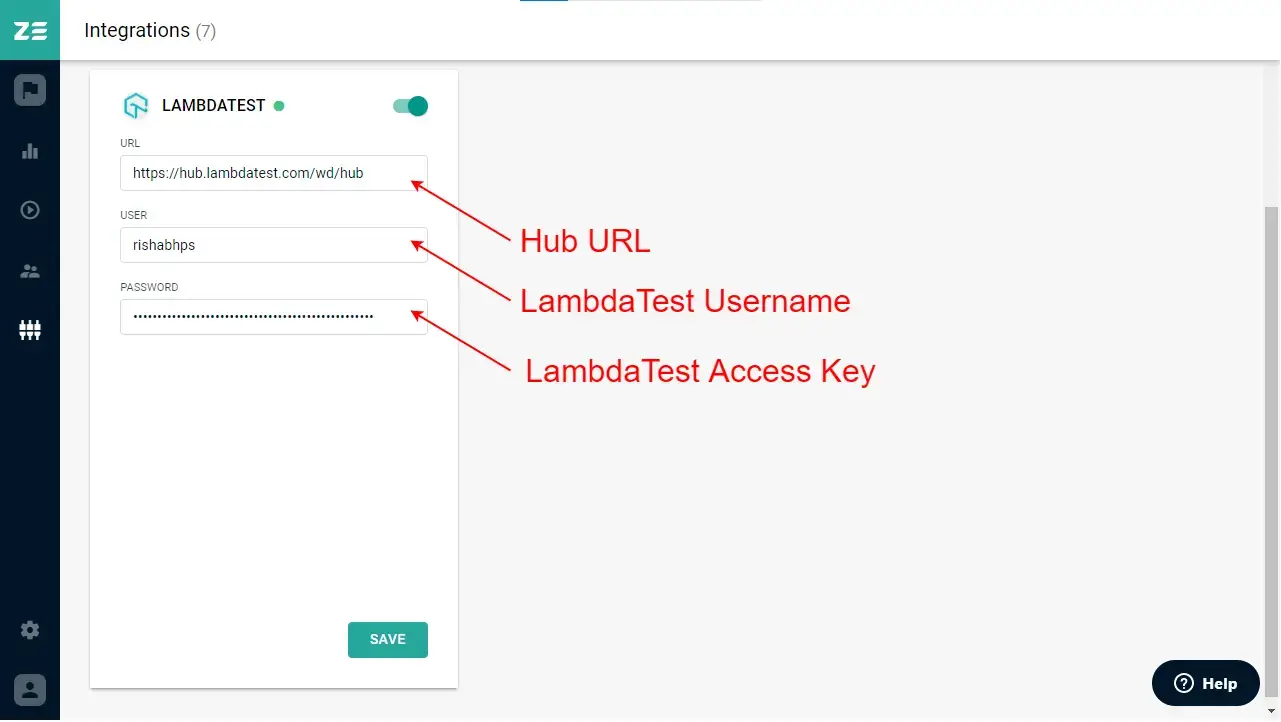 ZE
Integrations (7)
LAMBDATEST
URL
https://hub.lambdatest.com/wd/hub
Hub URL
USER
rishabhps
LambdaTest Username
PASSWORD
••••••••••••••••••••••••••••••••••••••••••••••••••
LambdaTest Access Key
SAVE
Help